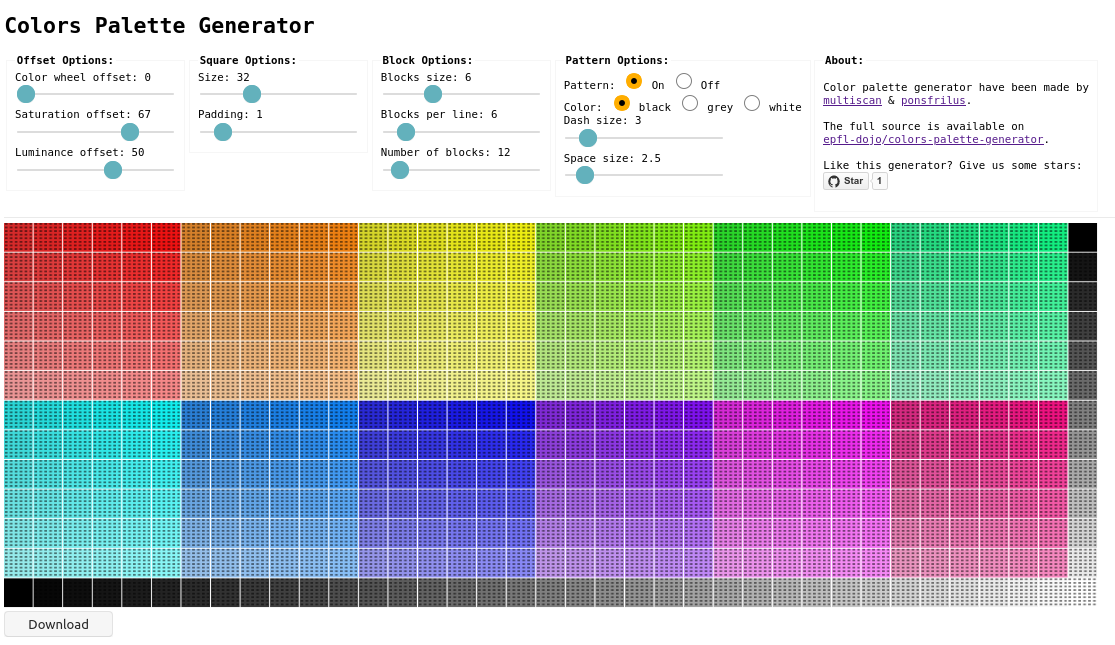 Colors Palette Generator
Offset Options:
Color wheel offset: 0
Saturation offset: 67
Luminance offset: 50
Square Options:
Size: 32
Padding: 1
Block Options:
Blocks size: 6
Blocks per line: 6
Number of blocks: 12
Pattern Options:
Pattern: On Off
Color: black grey white
Dash size: 3
Space size: 2.5
About:
Color palette generator have been made by
multiscan & ponsfrilus.
The full source is available on
epfl-dojo/colors-palette-generator.
Like this generator? Give us some stars:
Star 1
Download